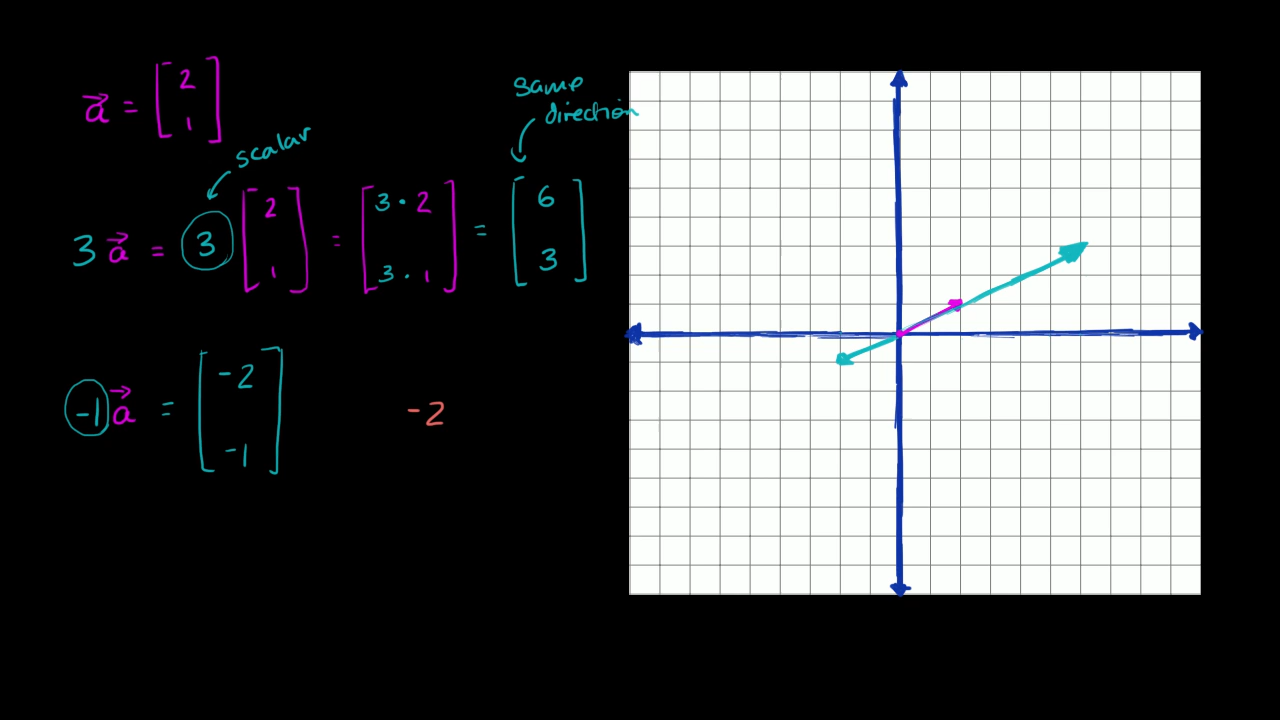 a⃗ = [2
1]
scalar
same
direction
3a⃗ = 3 [2
1] = [3 · 2
3 · 1] = [6
3]
-1a⃗ = [-2
-1]
-2